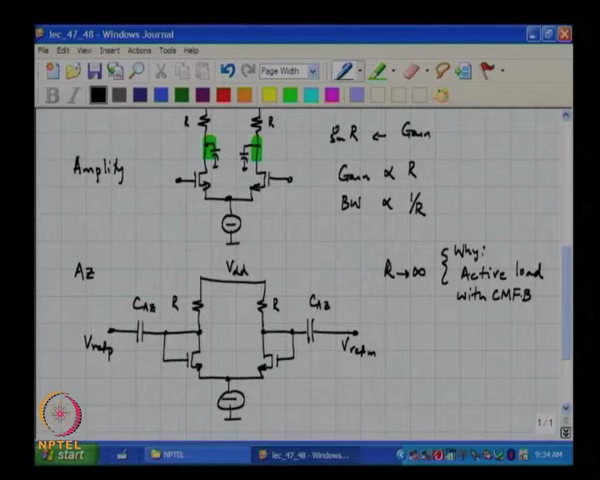 lec_47_48 - Windows Journal
File Edit View Insert Actions Tools Help
Page Width
B I
R R gmR ← Gain
Amplify
Gain ∝ R
BW ∝ 1/R
AZ
Vdd
R → ∞ { Why:
Active load
with CMFB
CAZ R R CAZ
Vrefp Vrefm
1 / 1
NPTEL
start NPTEL lec_47_48 - Windows... 9:34 AM